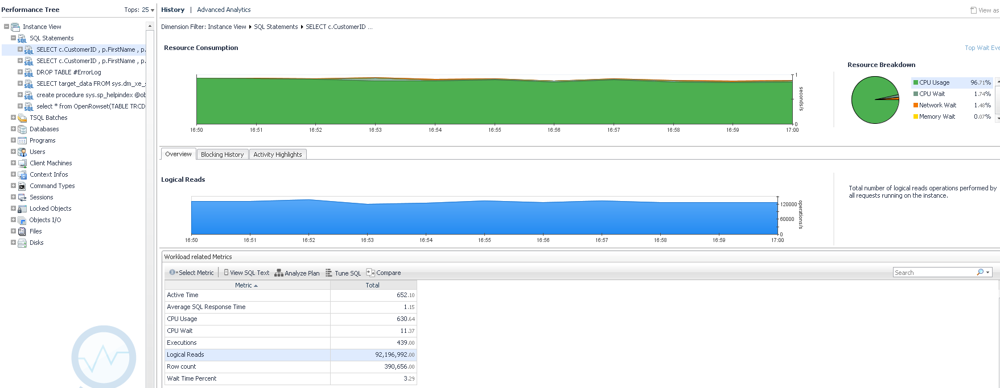 Performance Tree
Tops: 25
History | Advanced Analytics
View as
Instance View
SQL Statements
SELECT c.CustomerID , p.FirstName , p.
SELECT c.CustomerID , p.FirstName , p.
DROP TABLE #ErrorLog
SELECT target_data FROM sys.dm_xe_s
create procedure sys.sp_helpindex @ob
select * from OpenRowset(TABLE TRCD
TSQL Batches
Databases
Programs
Users
Client Machines
Context Infos
Command Types
Sessions
Locked Objects
Objects I/O
Files
Disks
Dimension Filter: Instance View ▸ SQL Statements ▸ SELECT c.CustomerID ...
Resource Consumption
Top Wait Eve
1
seconds/s
0
16:50 16:51 16:52 16:53 16:54 16:55 16:56 16:57 16:58 16:59 17:00
Resource Breakdown
CPU Usage 96.71%
CPU Wait 1.74%
Network Wait 1.48%
Memory Wait 0.07%
Overview
Blocking History
Activity Highlights
Logical Reads
120000
60000
0
operations/s
16:50 16:51 16:52 16:53 16:54 16:55 16:56 16:57 16:58 16:59 17:00
Total number of logical reads operations performed by
all requests running on the instance.
Workload related Metrics
Select Metric View SQL Text Analyze Plan Tune SQL Compare
Search
Metric Total
Active Time 652.10
Average SQL Response Time 1.15
CPU Usage 630.64
CPU Wait 11.37
Executions 439.00
Logical Reads 92,196,992.00
Row count 390,656.00
Wait Time Percent 3.29